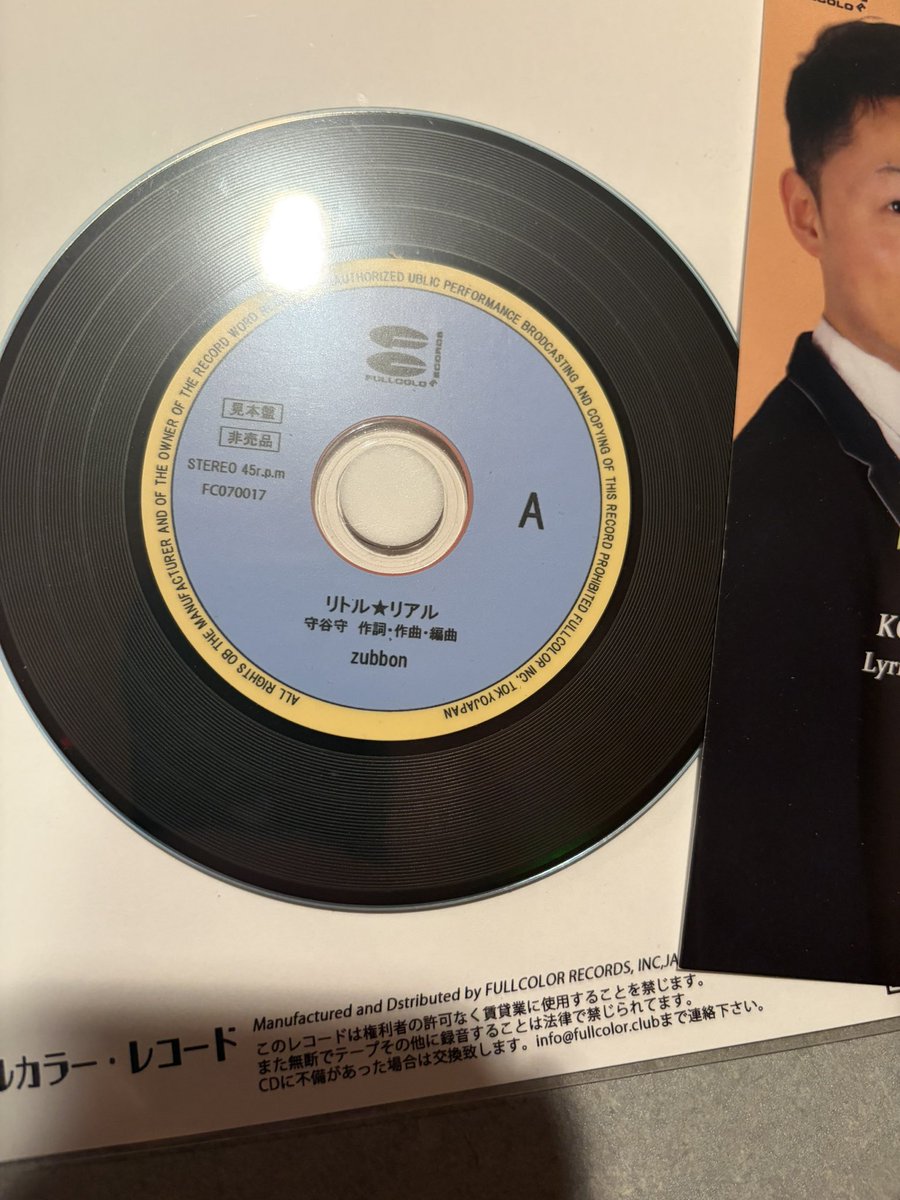 FULLCOLOR
RECORDS
見本盤
非売品
STEREO 45r.p.m
FC070017
A
リトル★リアル
守谷守 作詞・作曲・編曲
zubbon
ALL RIGHTS OB THE MANUFACTURER AND OF THE OWNER OF THE RECORD WORD
AUTHORIZED UBLIC PERFORMANCE BRODCASTING AND COPYING OF THIS RECORD PROHIBITED FULLCOLOR INC. TOKYOJAPAN
Manufactured and Dstributed by FULLCOLOR RECORDS, INC,JA
ルカラー・レコード
このレコードは権利者の許可なく賃貸業に使用することを禁じます。
また無断でテープその他に録音することは法律で禁じられてます。
CDに不備があった場合は交換致します。info@fullcolor.clubまで連絡下さい。